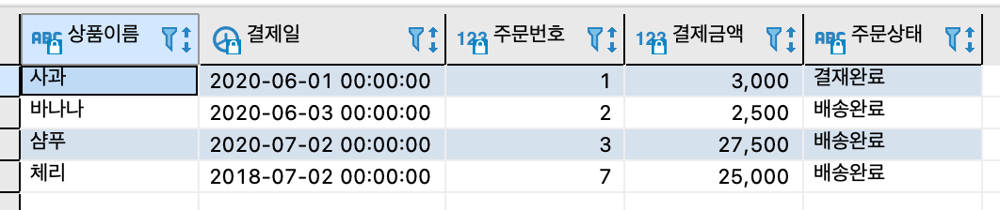 ABC 상품이름 결제일 123 주문번호 123 결제금액 ABC 주문상태
사과 2020-06-01 00:00:00 1 3,000 결재완료
바나나 2020-06-03 00:00:00 2 2,500 배송완료
샴푸 2020-07-02 00:00:00 3 27,500 배송완료
체리 2018-07-02 00:00:00 7 25,000 배송완료